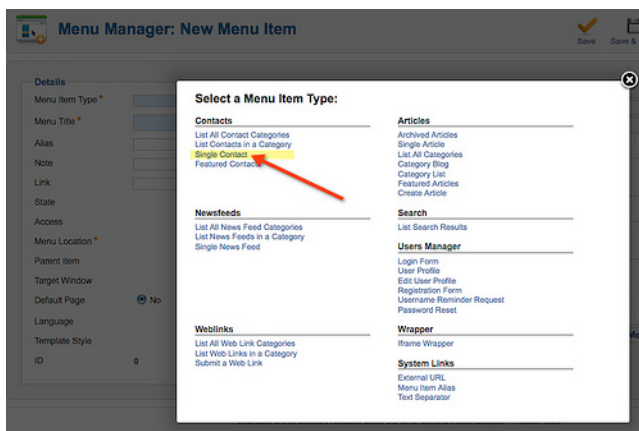 Menu Manager: New Menu Item
Save
Save &
Details
Menu Item Type *
Menu Title *
Alias
Note
Link
State
Access
Menu Location *
Parent Item
Target Window
Default Page
No
Language
Template Style
ID
0
Select a Menu Item Type:
Contacts
List All Contact Categories
List Contacts in a Category
Single Contact
Featured Contacts
Newsfeeds
List All News Feed Categories
List News Feeds in a Category
Single News Feed
Weblinks
List All Web Link Categories
List Web Links in a Category
Submit a Web Link
Articles
Archived Articles
Single Article
List All Categories
Category Blog
Category List
Featured Articles
Create Article
Search
List Search Results
Users Manager
Login Form
User Profile
Edit User Profile
Registration Form
Username Reminder Request
Password Reset
Wrapper
Iframe Wrapper
System Links
External URL
Menu Item Alias
Text Separator